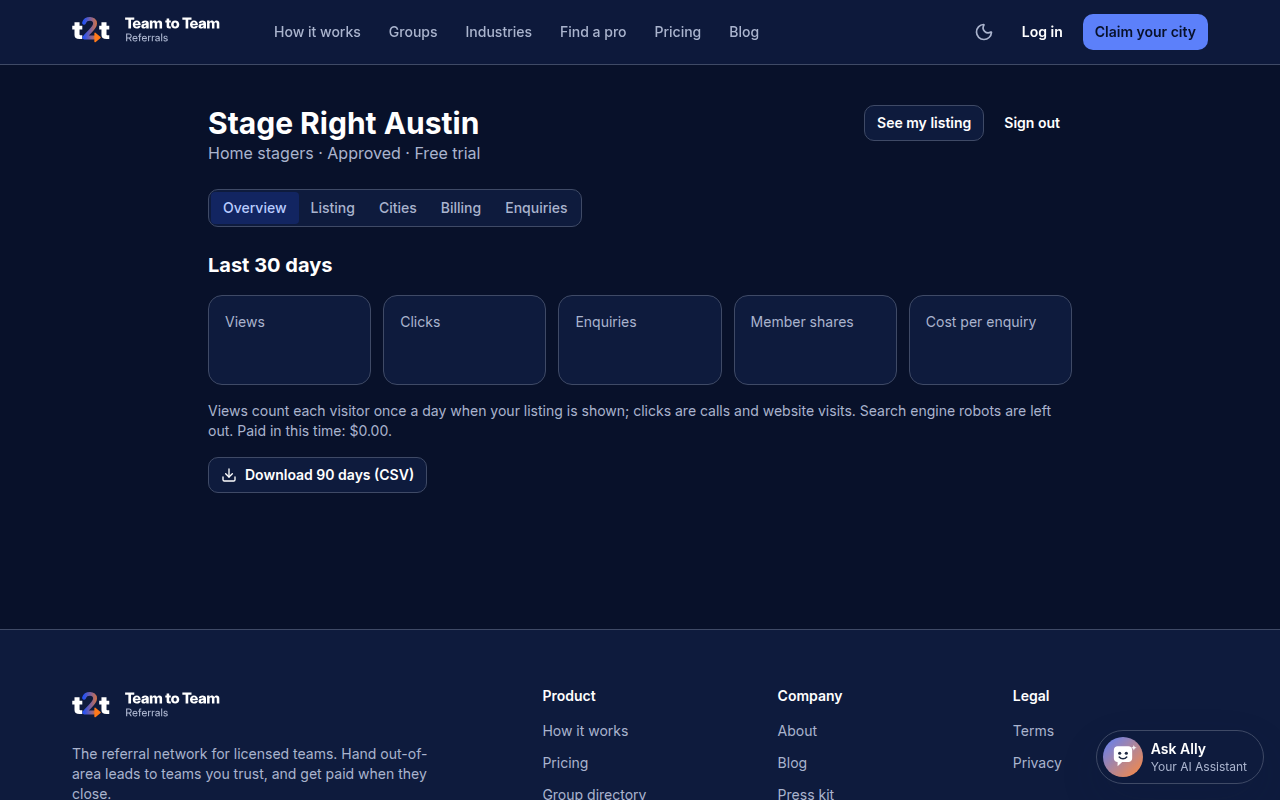 t2t Team to Team
Referrals
How it works
Groups
Industries
Find a pro
Pricing
Blog
Log in
Claim your city
Stage Right Austin
Home stagers · Approved · Free trial
See my listing
Sign out
Overview
Listing
Cities
Billing
Enquiries
Last 30 days
Views
Clicks
Enquiries
Member shares
Cost per enquiry
Views count each visitor once a day when your listing is shown; clicks are calls and website visits. Search engine robots are left
out. Paid in this time: $0.00.
Download 90 days (CSV)
t2t Team to Team
Referrals
The referral network for licensed teams. Hand out-of-
area leads to teams you trust, and get paid when they
close.
Product
How it works
Pricing
Group directory
Company
About
Blog
Press kit
Legal
Terms
Privacy
Ask Ally
Your AI Assistant